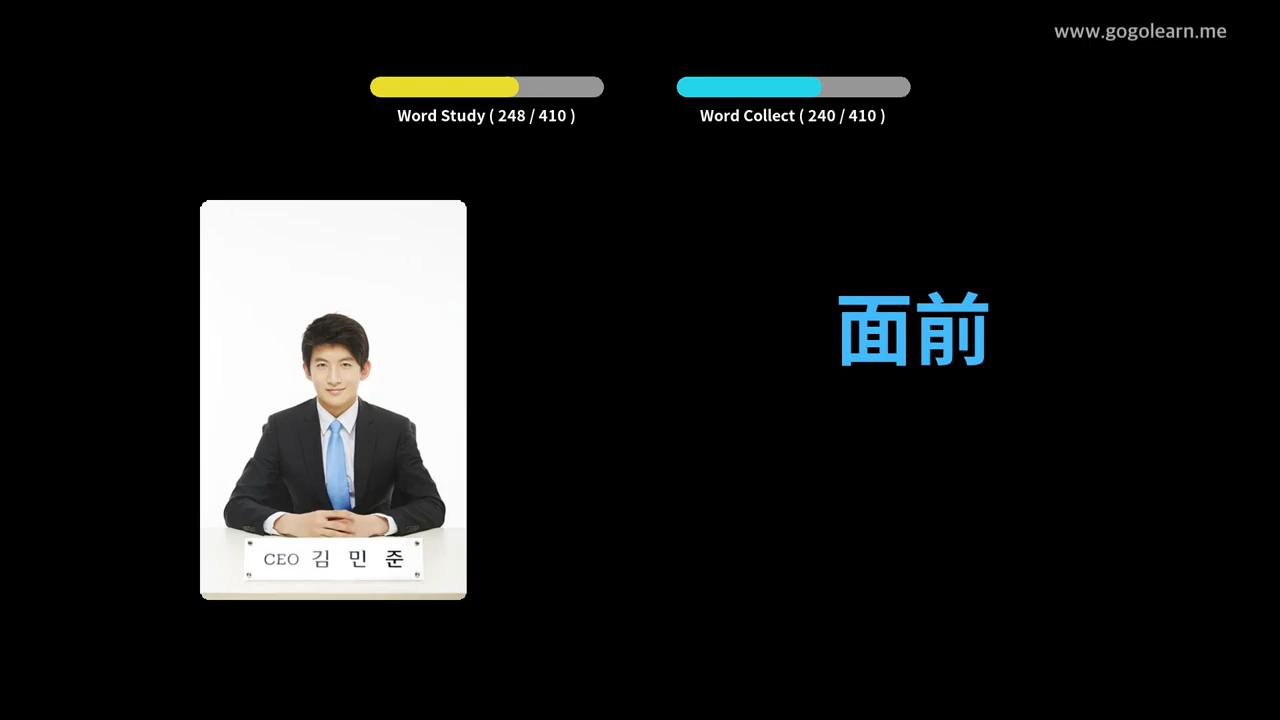 www.gogolearn.me
Word Study ( 248 / 410 )
Word Collect ( 240 / 410 )
面前
CEO 김 민 준